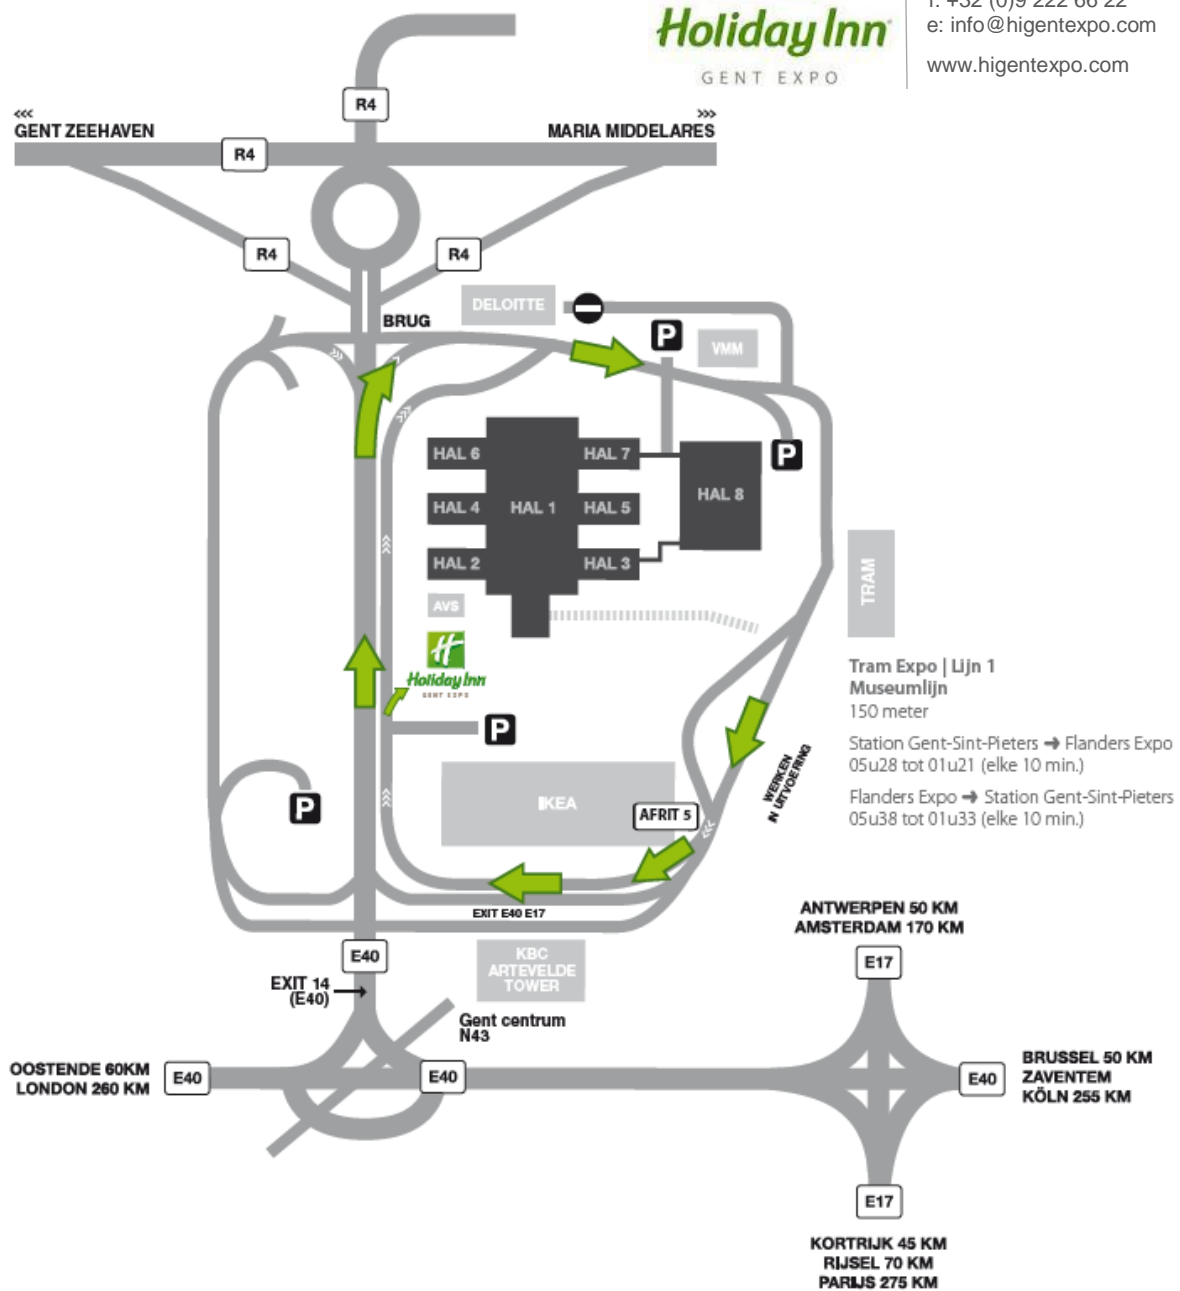 f: +32 (0)9 222 66 22
Holiday Inn
e: info@higentexpo.com
GENT EXPO
www.higentexpo.com
R4
<<<
GENT ZEEHAVEN
>>>
MARIA MIDDELARES
R4
R4
R4
DELOITTE
BRUG
P
VMM
HAL 6
HAL 7
P
HAL 4
HAL 1
HAL 5
HAL 8
HAL 2
HAL 3
AVS
TRAM
H
Holiday Inn
GENT EXPO
Tram Expo | Lijn 1
Museumlijn
150 meter
P
Station Gent-Sint-Pieters ➜ Flanders Expo
05u28 tot 01u21 (elke 10 min.)
WERKEN
IN UITVOERING
Flanders Expo ➜ Station Gent-Sint-Pieters
05u38 tot 01u33 (elke 10 min.)
P
IKEA
AFRIT 5
EXIT E40 E17
ANTWERPEN 50 KM
AMSTERDAM 170 KM
E40
KBC
ARTEVELDE
TOWER
E17
EXIT 14
(E40)
Gent centrum
N43
OOSTENDE 60KM
LONDON 260 KM
E40
E40
E40
BRUSSEL 50 KM
ZAVENTEM
KÖLN 255 KM
E17
KORTRIJK 45 KM
RIJSEL 70 KM
PARIJS 275 KM